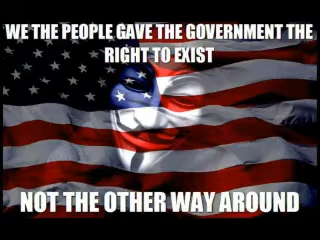 WE THE PEOPLE GAVE THE GOVERNMENT THE
RIGHT TO EXIST
NOT THE OTHER WAY AROUND